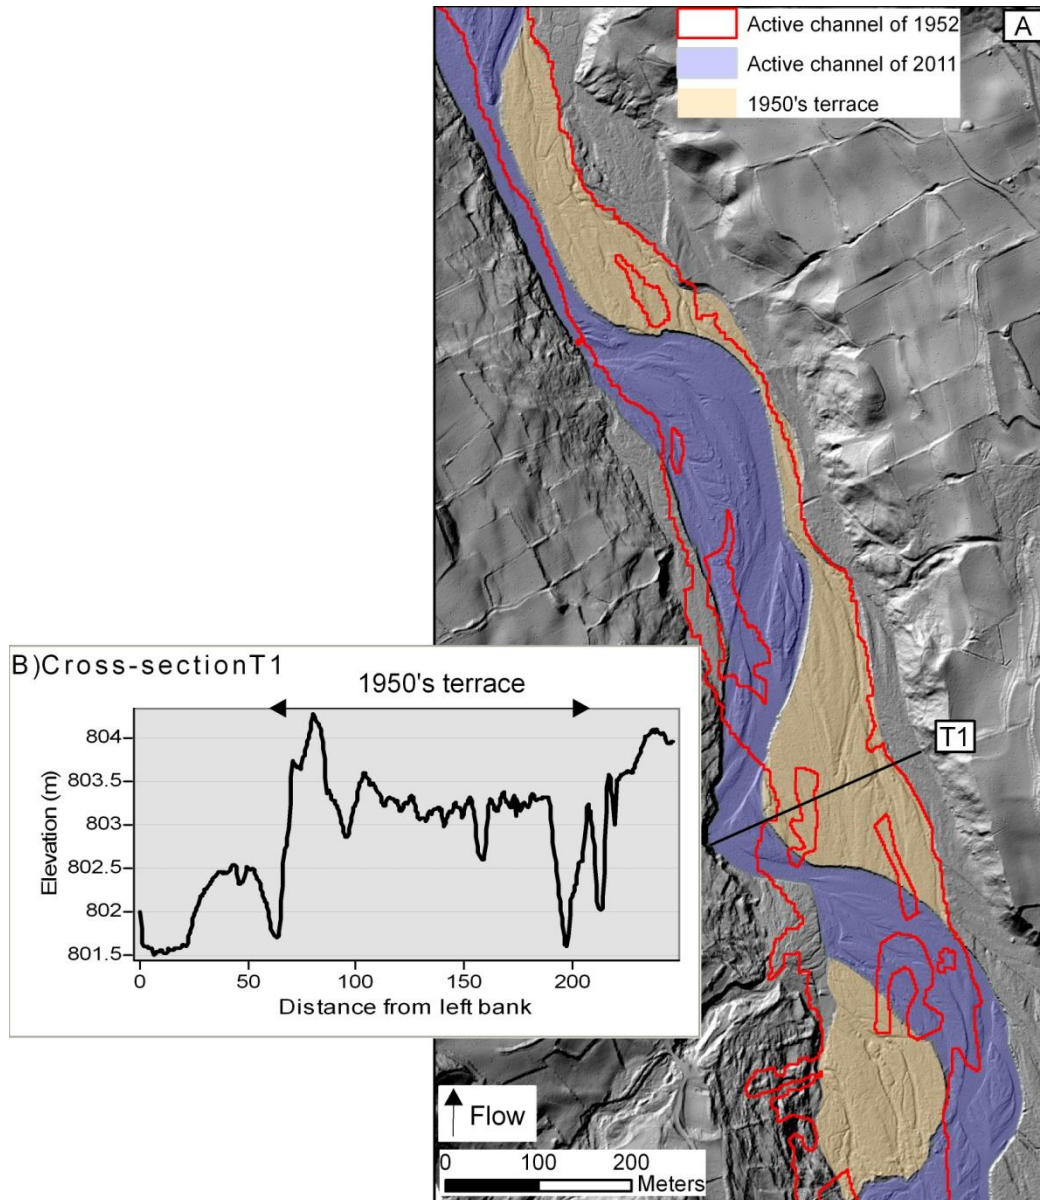 Active channel of 1952
A
Active channel of 2011
1950's terrace
T1
B)Cross-sectionT1
1950's terrace
804
803.5
803
802.5
802
801.5
Elevation (m)
0 50 100 150 200
Distance from left bank
Flow
0 100 200
Meters